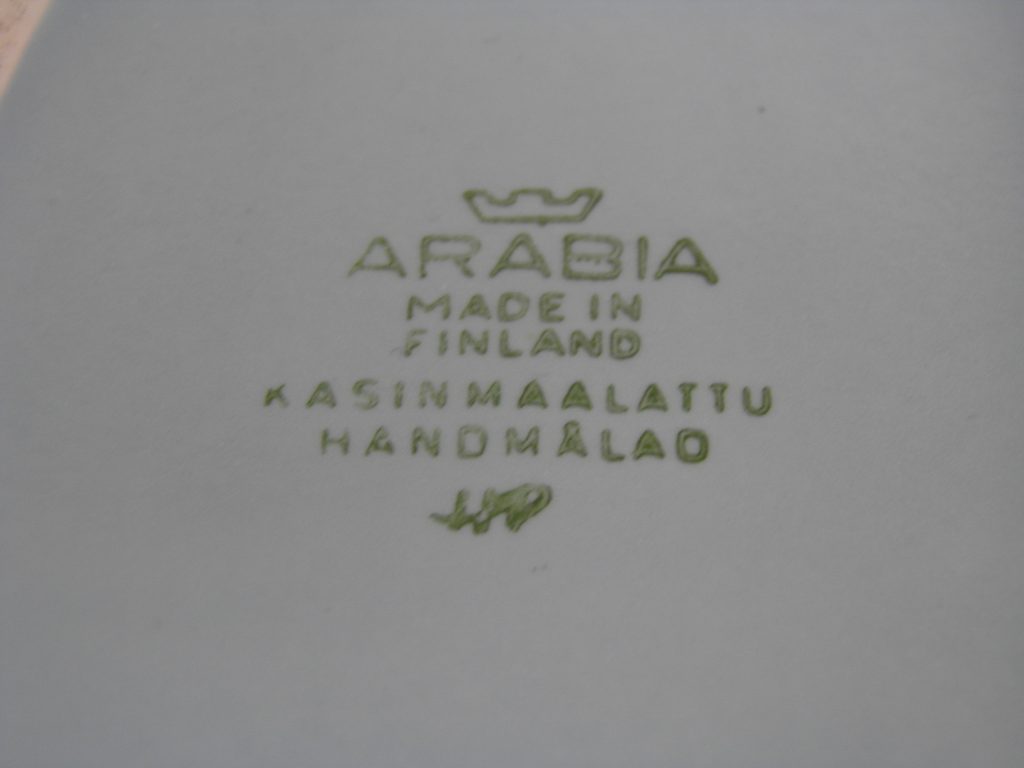 ARABIA
MADE IN
FINLAND
KASINMAALATTU
HANDMÅLAD